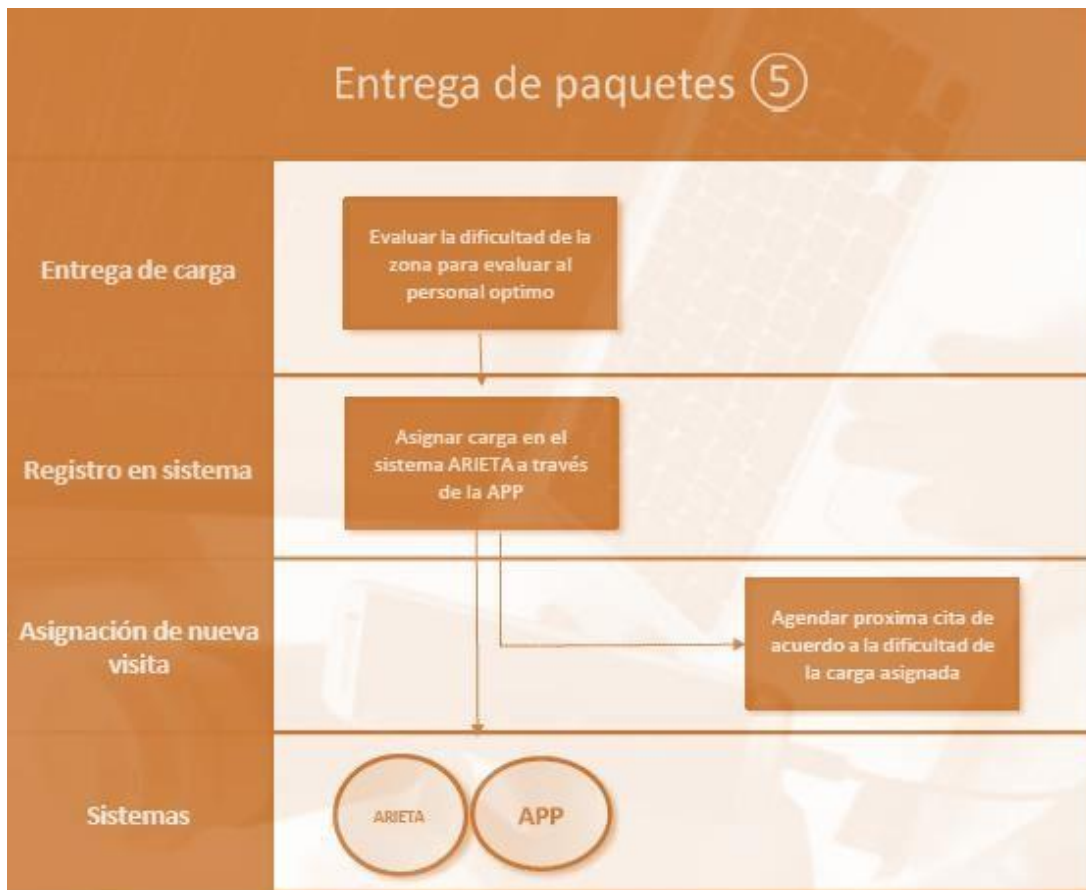 Entrega de paquetes ⑤
Entrega de carga
Evaluar la dificultad de la
zona para evaluar al
personal optimo
Registro en sistema
Asignar carga en el
sistema ARIETA a través
de la APP
Asignación de nueva
visita
Agendar proxima cita de
acuerdo a la dificultad de
la carga asignada
Sistemas
ARIETA
APP